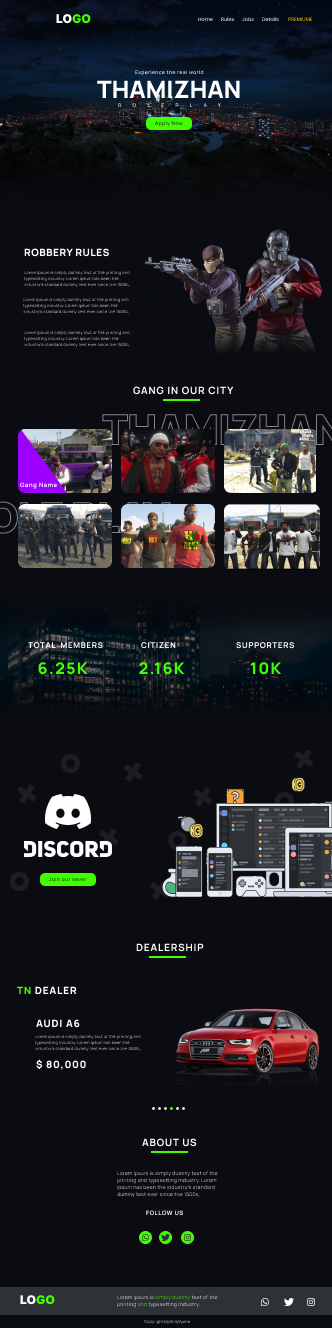 LOGO
Home Rules Jobs Details PREMIUME
Experience the real world
THAMIZHAN
ROLEPLAY
Apply Now
ROBBERY RULES
Lorem Ipsum is simply dummy text of the printing and
typesetting industry. Lorem Ipsum has been the
industry's standard dummy text ever since the 1500s,
Lorem Ipsum is simply dummy text of the printing and
typesetting industry. Lorem Ipsum has been the
industry's standard dummy text ever since the 1500s,
Lorem Ipsum is simply dummy text of the printing and
typesetting industry. Lorem Ipsum has been the
industry's standard dummy text ever since the 1500s,
GANG IN OUR CITY
THAMIZHAN
Gang Name
TOTAL MEMBERS CITIZEN SUPPORTERS
6.25K 2.16K 10K
DISCORD
Join our sever
DEALERSHIP
TN DEALER
AUDI A6
Lorem Ipsum is simply dummy text of the printing and
typesetting industry. Lorem Ipsum has been the
industry's standard dummy text ever since the 1500s,
$ 80,000
ABOUT US
Lorem Ipsum is simply dummy text of the
printing and typesetting industry. Lorem
Ipsum has been the industry's standard
dummy text ever since the 1500s,
FOLLOW US
LOGO
Lorem Ipsum is simply dummy text of the
printing and typesetting industry.